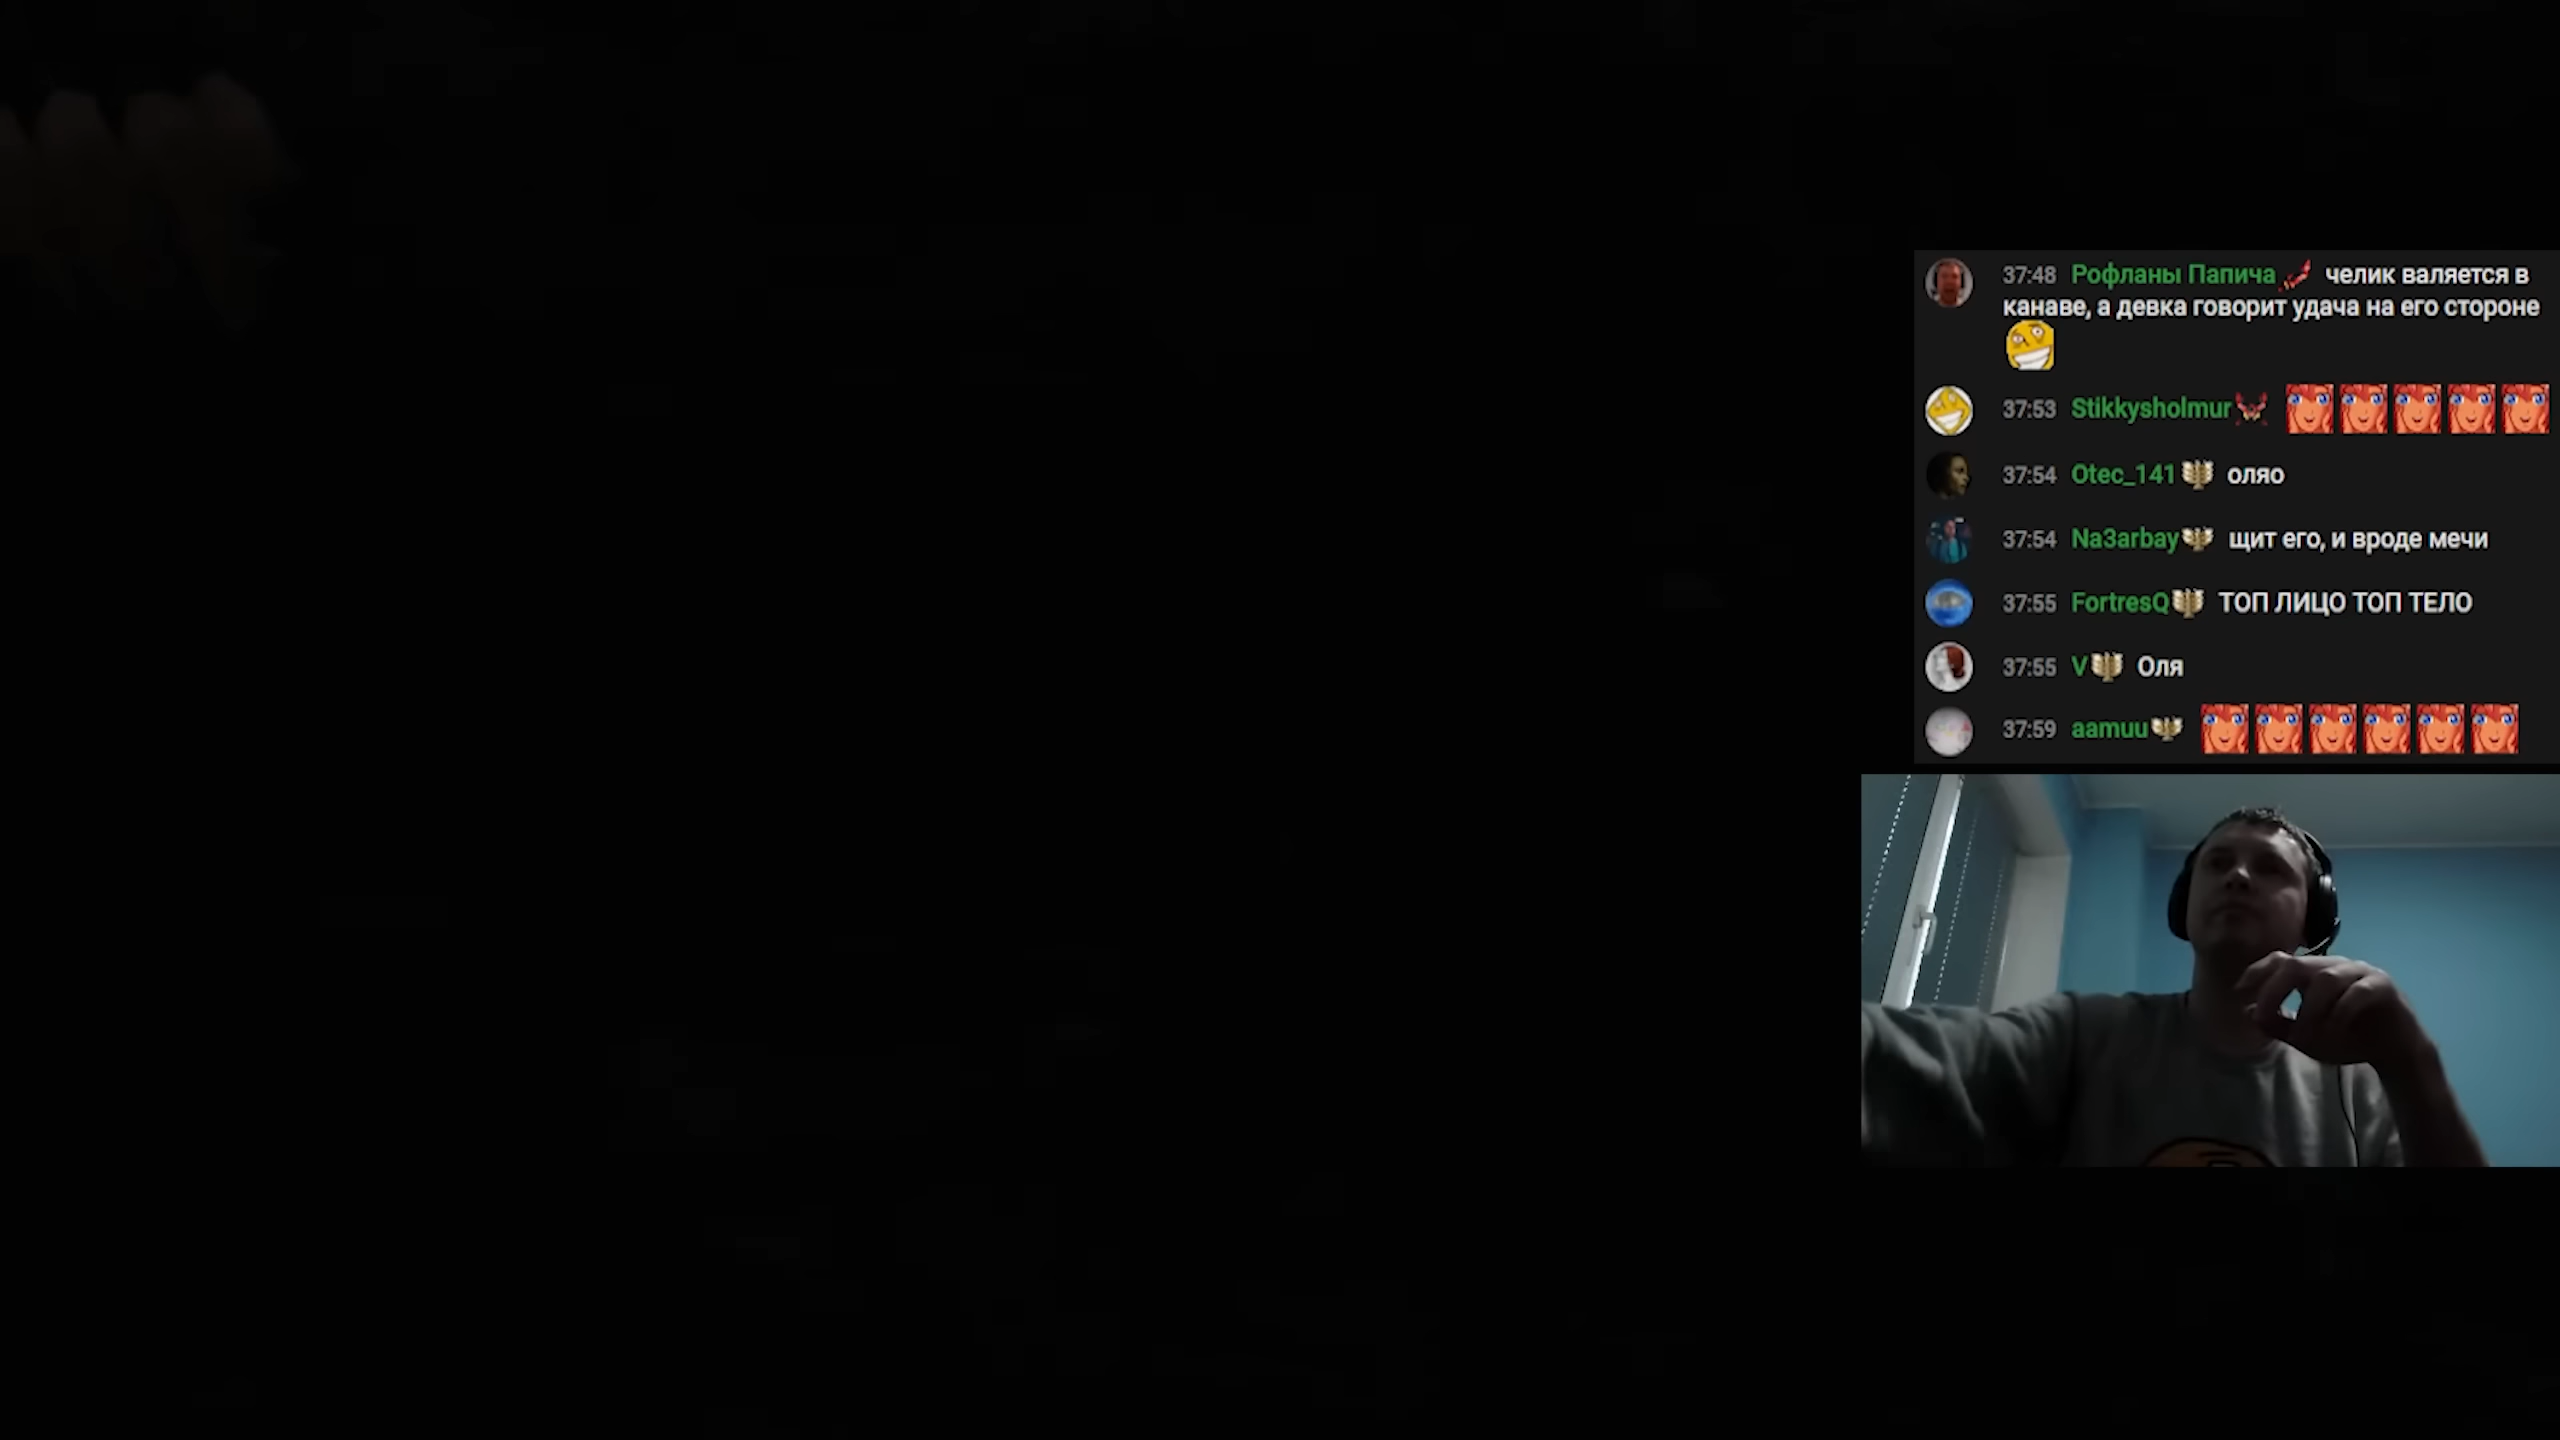 37:48 Рофланы Папича челик валяется в
канаве, а девка говорит удача на его стороне
37:53 Stikkysholmur
37:54 Otec_141 оляо
37:54 Na3arbay щит его, и вроде мечи
37:55 FortresQ ТОП ЛИЦО ТОП ТЕЛО
37:55 V Оля
37:59 aamuu